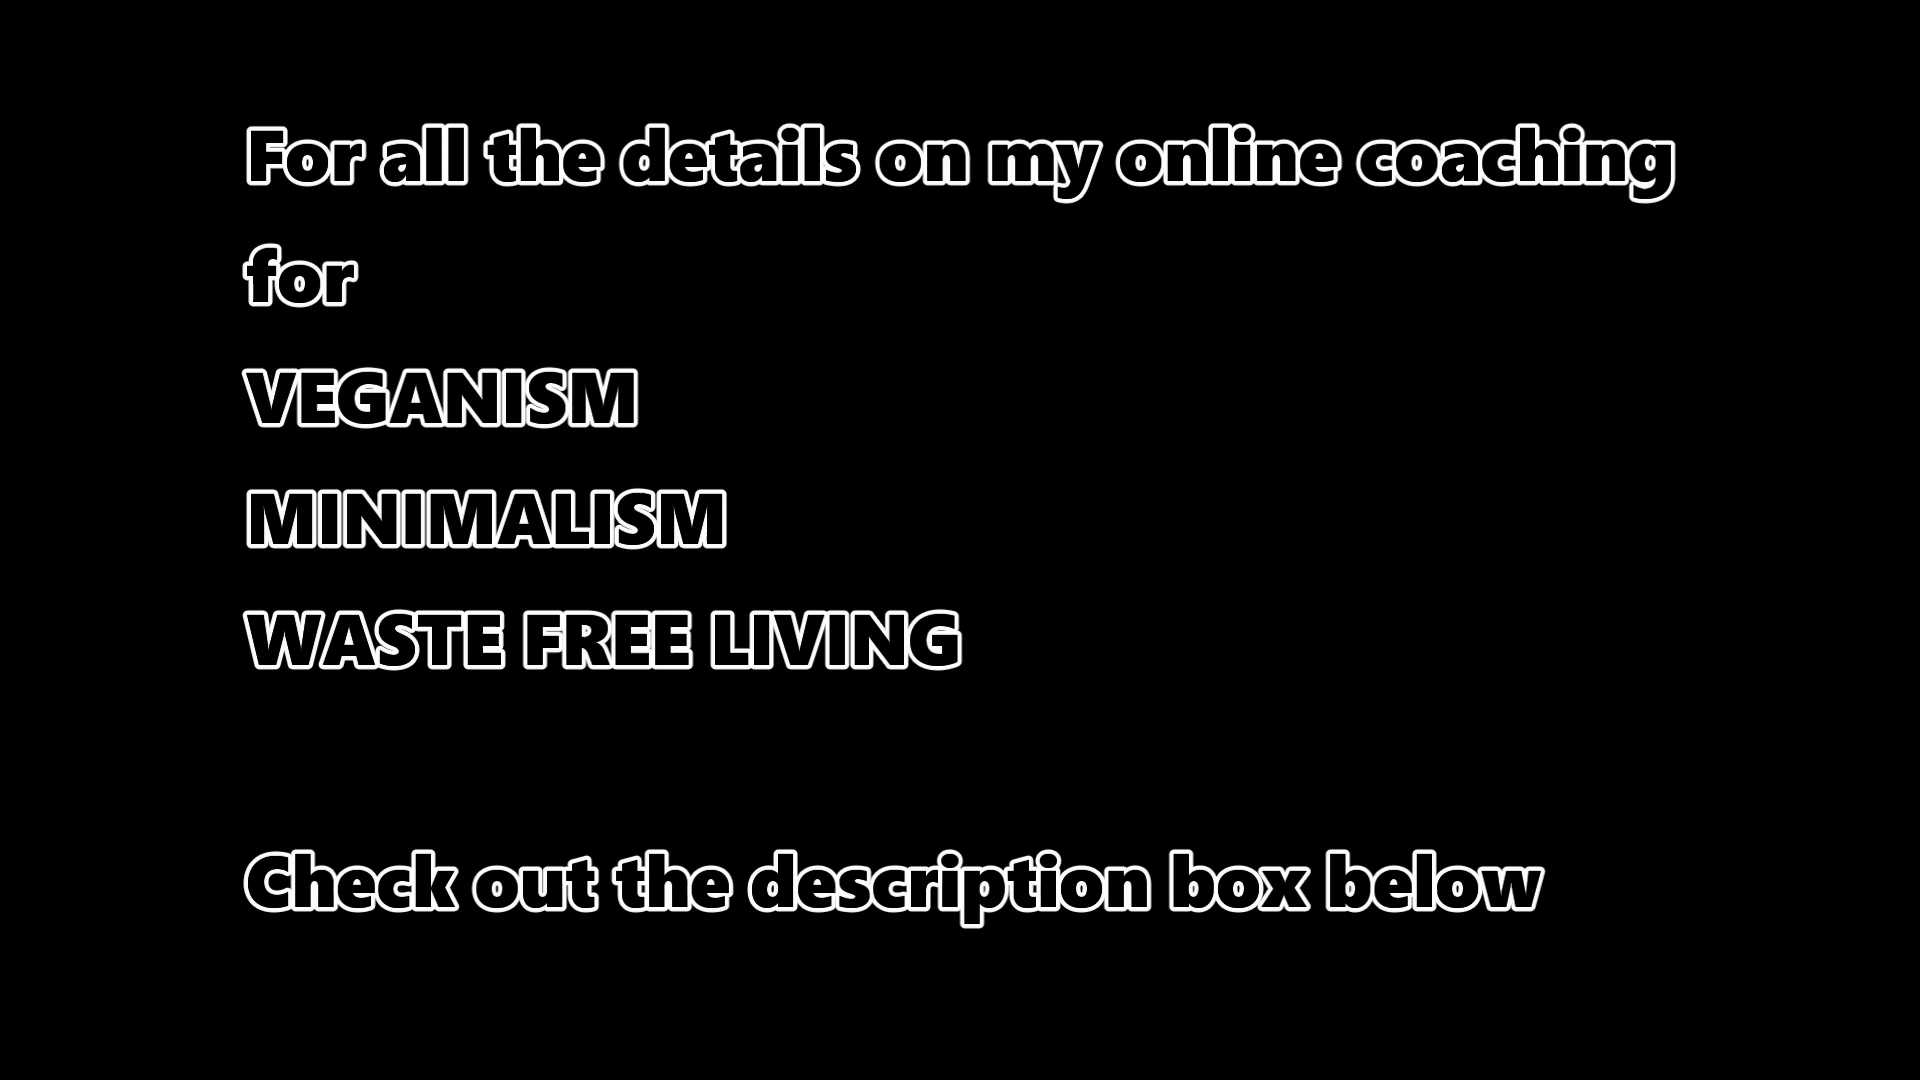 For all the details on my online coaching
for
VEGANISM
MINIMALISM
WASTE FREE LIVING
Check out the description box below